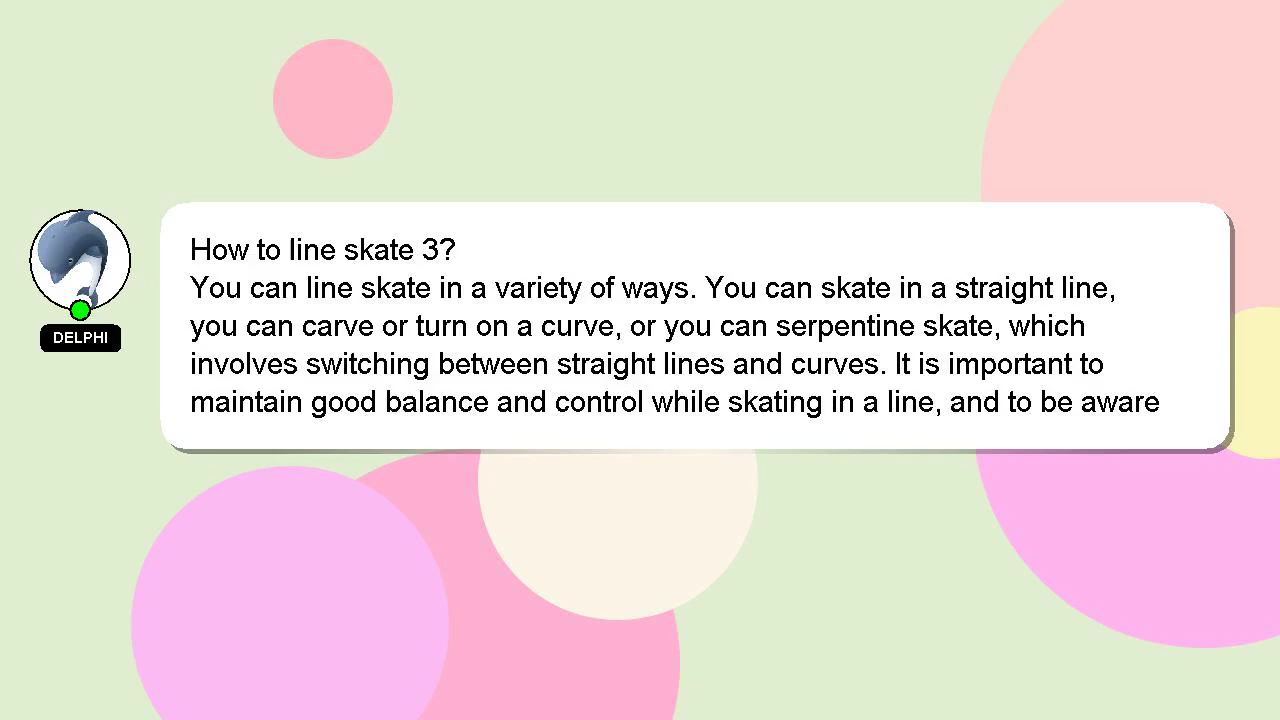 How to line skate 3?
You can line skate in a variety of ways. You can skate in a straight line,
you can carve or turn on a curve, or you can serpentine skate, which
involves switching between straight lines and curves. It is important to
maintain good balance and control while skating in a line, and to be aware
DELPHI